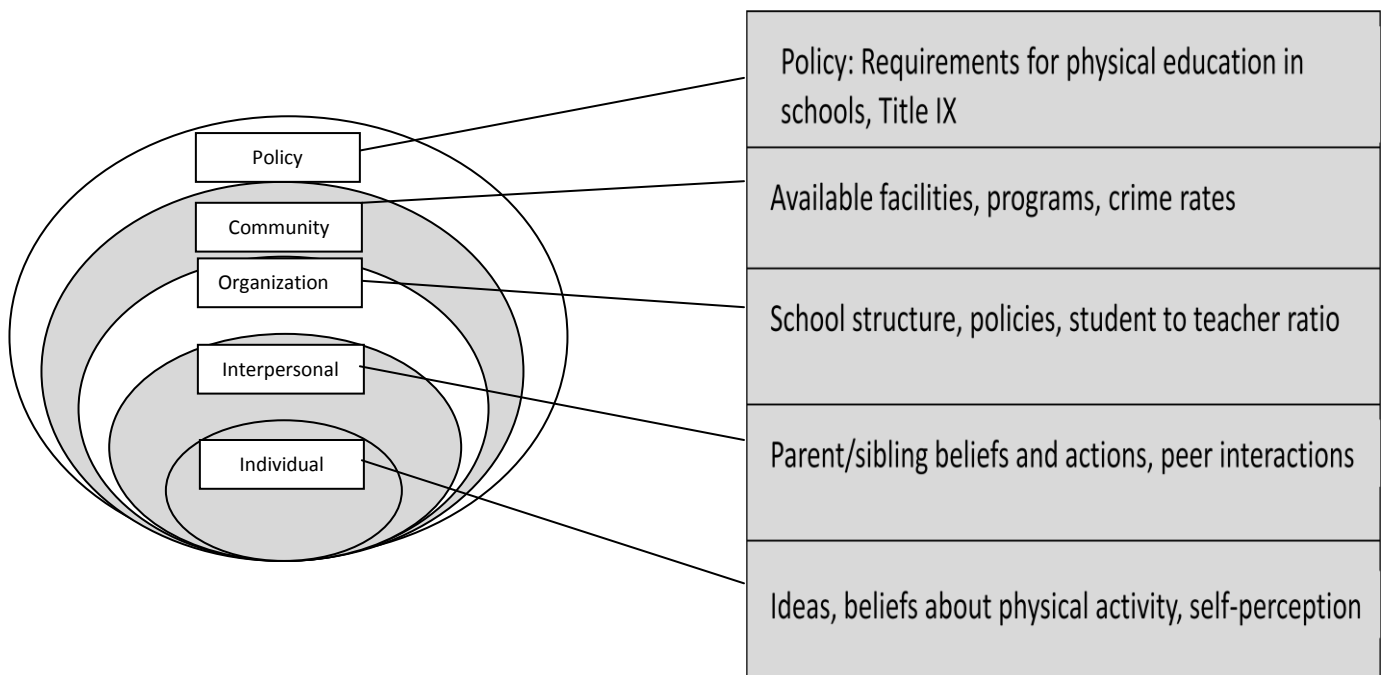 Policy
Community
Organization
Interpersonal
Individual
Policy: Requirements for physical education in
schools, Title IX
Available facilities, programs, crime rates
School structure, policies, student to teacher ratio
Parent/sibling beliefs and actions, peer interactions
Ideas, beliefs about physical activity, self-perception